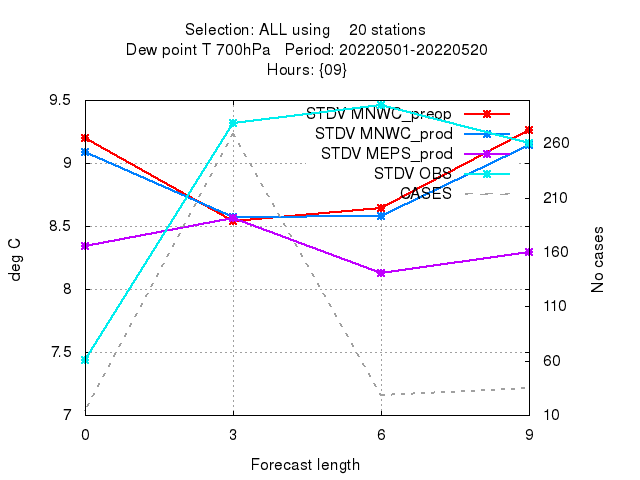 Selection: ALL using    20 stations
Dew point T 700hPa   Period: 20220501-20220520
Hours: {09}
9.5
STDV MNWC_preop
STDV MNWC_prod
STDV MEPS_prod
STDV OBS
CASES
9
8.5
8
7.5
7
260
210
160
110
60
10
deg C
No cases
0
3
6
9
Forecast length